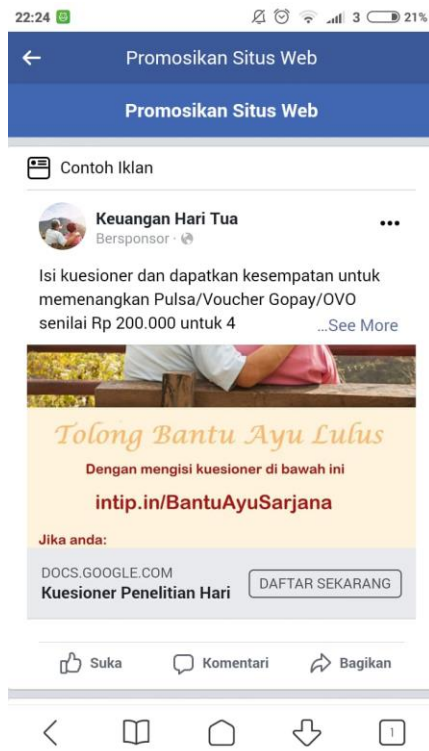 22:24 3 21%
Promosikan Situs Web
Promosikan Situs Web
Contoh Iklan
Keuangan Hari Tua
Bersponsor ·
Isi kuesioner dan dapatkan kesempatan untuk
memenangkan Pulsa/Voucher Gopay/OVO
senilai Rp 200.000 untuk 4 ...See More
Tolong Bantu Ayu Lulus
Dengan mengisi kuesioner di bawah ini
intip.in/BantuAyuSarjana
Jika anda:
DOCS.GOOGLE.COM
Kuesioner Penelitian Hari
DAFTAR SEKARANG
Suka Komentari Bagikan
1